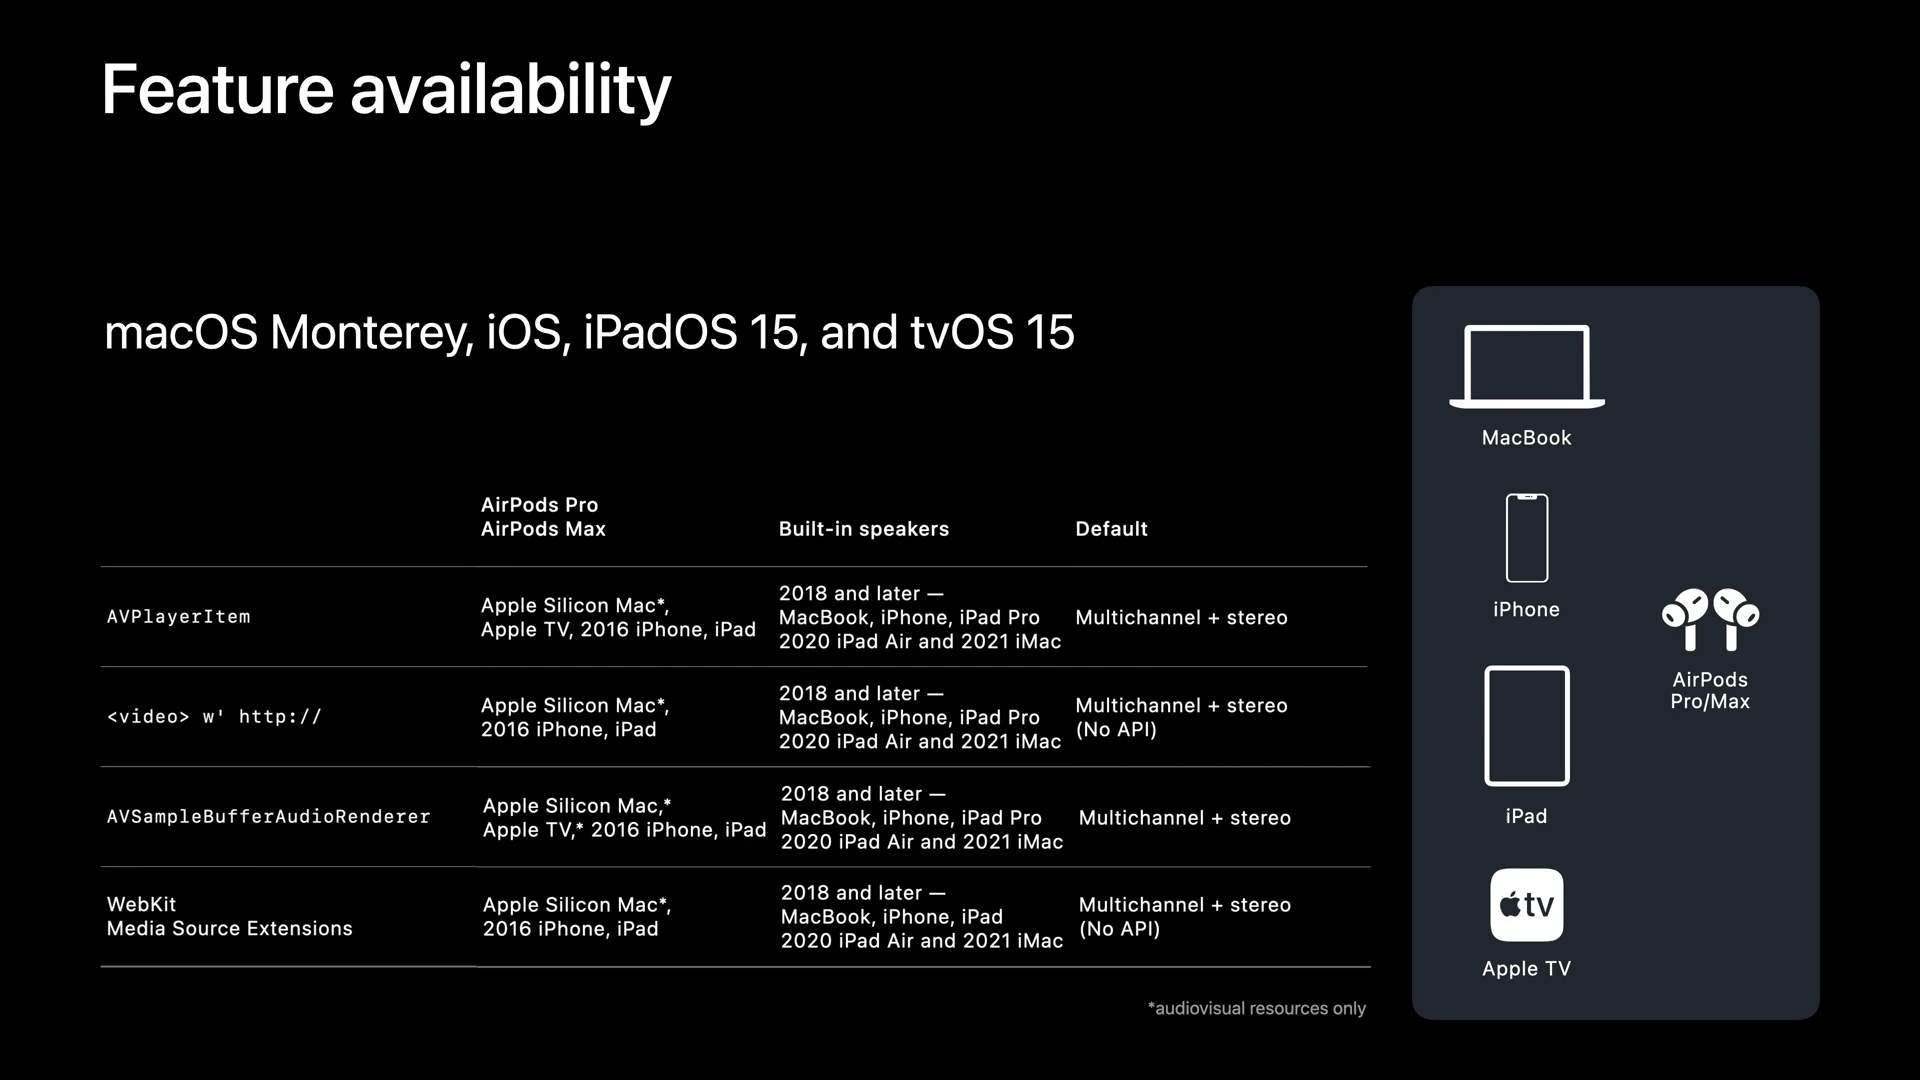 Feature availability
macOS Monterey, iOS, iPadOS 15, and tvOS 15
AirPods Pro
AirPods Max
Built-in speakers
Default
AVPlayerItem
Apple Silicon Mac*,
Apple TV, 2016 iPhone, iPad
2018 and later —
MacBook, iPhone, iPad Pro
2020 iPad Air and 2021 iMac
Multichannel + stereo
<video> w' http://
Apple Silicon Mac*,
2016 iPhone, iPad
2018 and later —
MacBook, iPhone, iPad Pro
2020 iPad Air and 2021 iMac
Multichannel + stereo
(No API)
AVSampleBufferAudioRenderer
Apple Silicon Mac,*
Apple TV,* 2016 iPhone, iPad
2018 and later —
MacBook, iPhone, iPad Pro
2020 iPad Air and 2021 iMac
Multichannel + stereo
WebKit
Media Source Extensions
Apple Silicon Mac*,
2016 iPhone, iPad
2018 and later —
MacBook, iPhone, iPad
2020 iPad Air and 2021 iMac
Multichannel + stereo
(No API)
*audiovisual resources only
MacBook
iPhone
AirPods
Pro/Max
iPad
tv
Apple TV